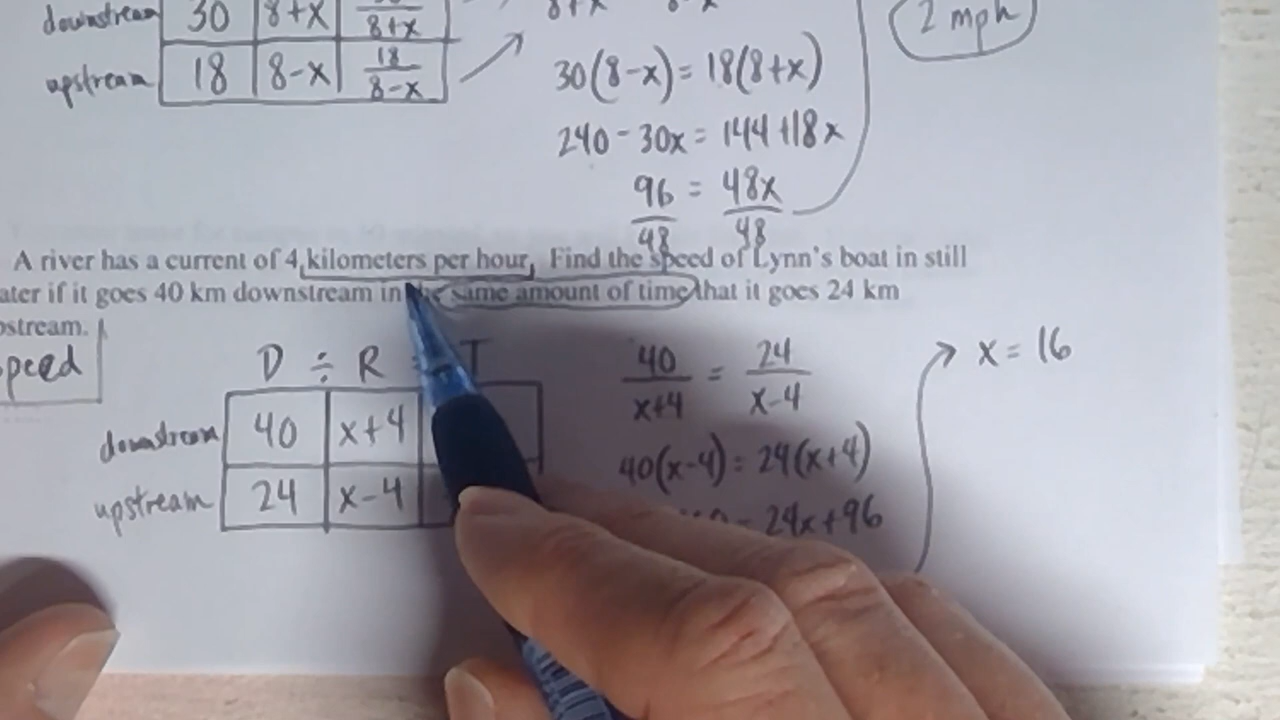 downstream 30 8+x 8+x
8+x 8-x
2 mph
upstream 18 8-x 18/8-x
30(8-x) = 18(8+x)
240 - 30x = 144 + 18x
96/48 = 48x/48
A river has a current of 4 kilometers per hour. Find the speed of Lynn's boat in still
ater if it goes 40 km downstream in the same amount of time that it goes 24 km
pstream.
peed
D ÷ R = T
downstream 40 x+4
upstream 24 x-4
40/x+4 = 24/x-4
40(x-4) = 24(x+4)
24x+96
x = 16